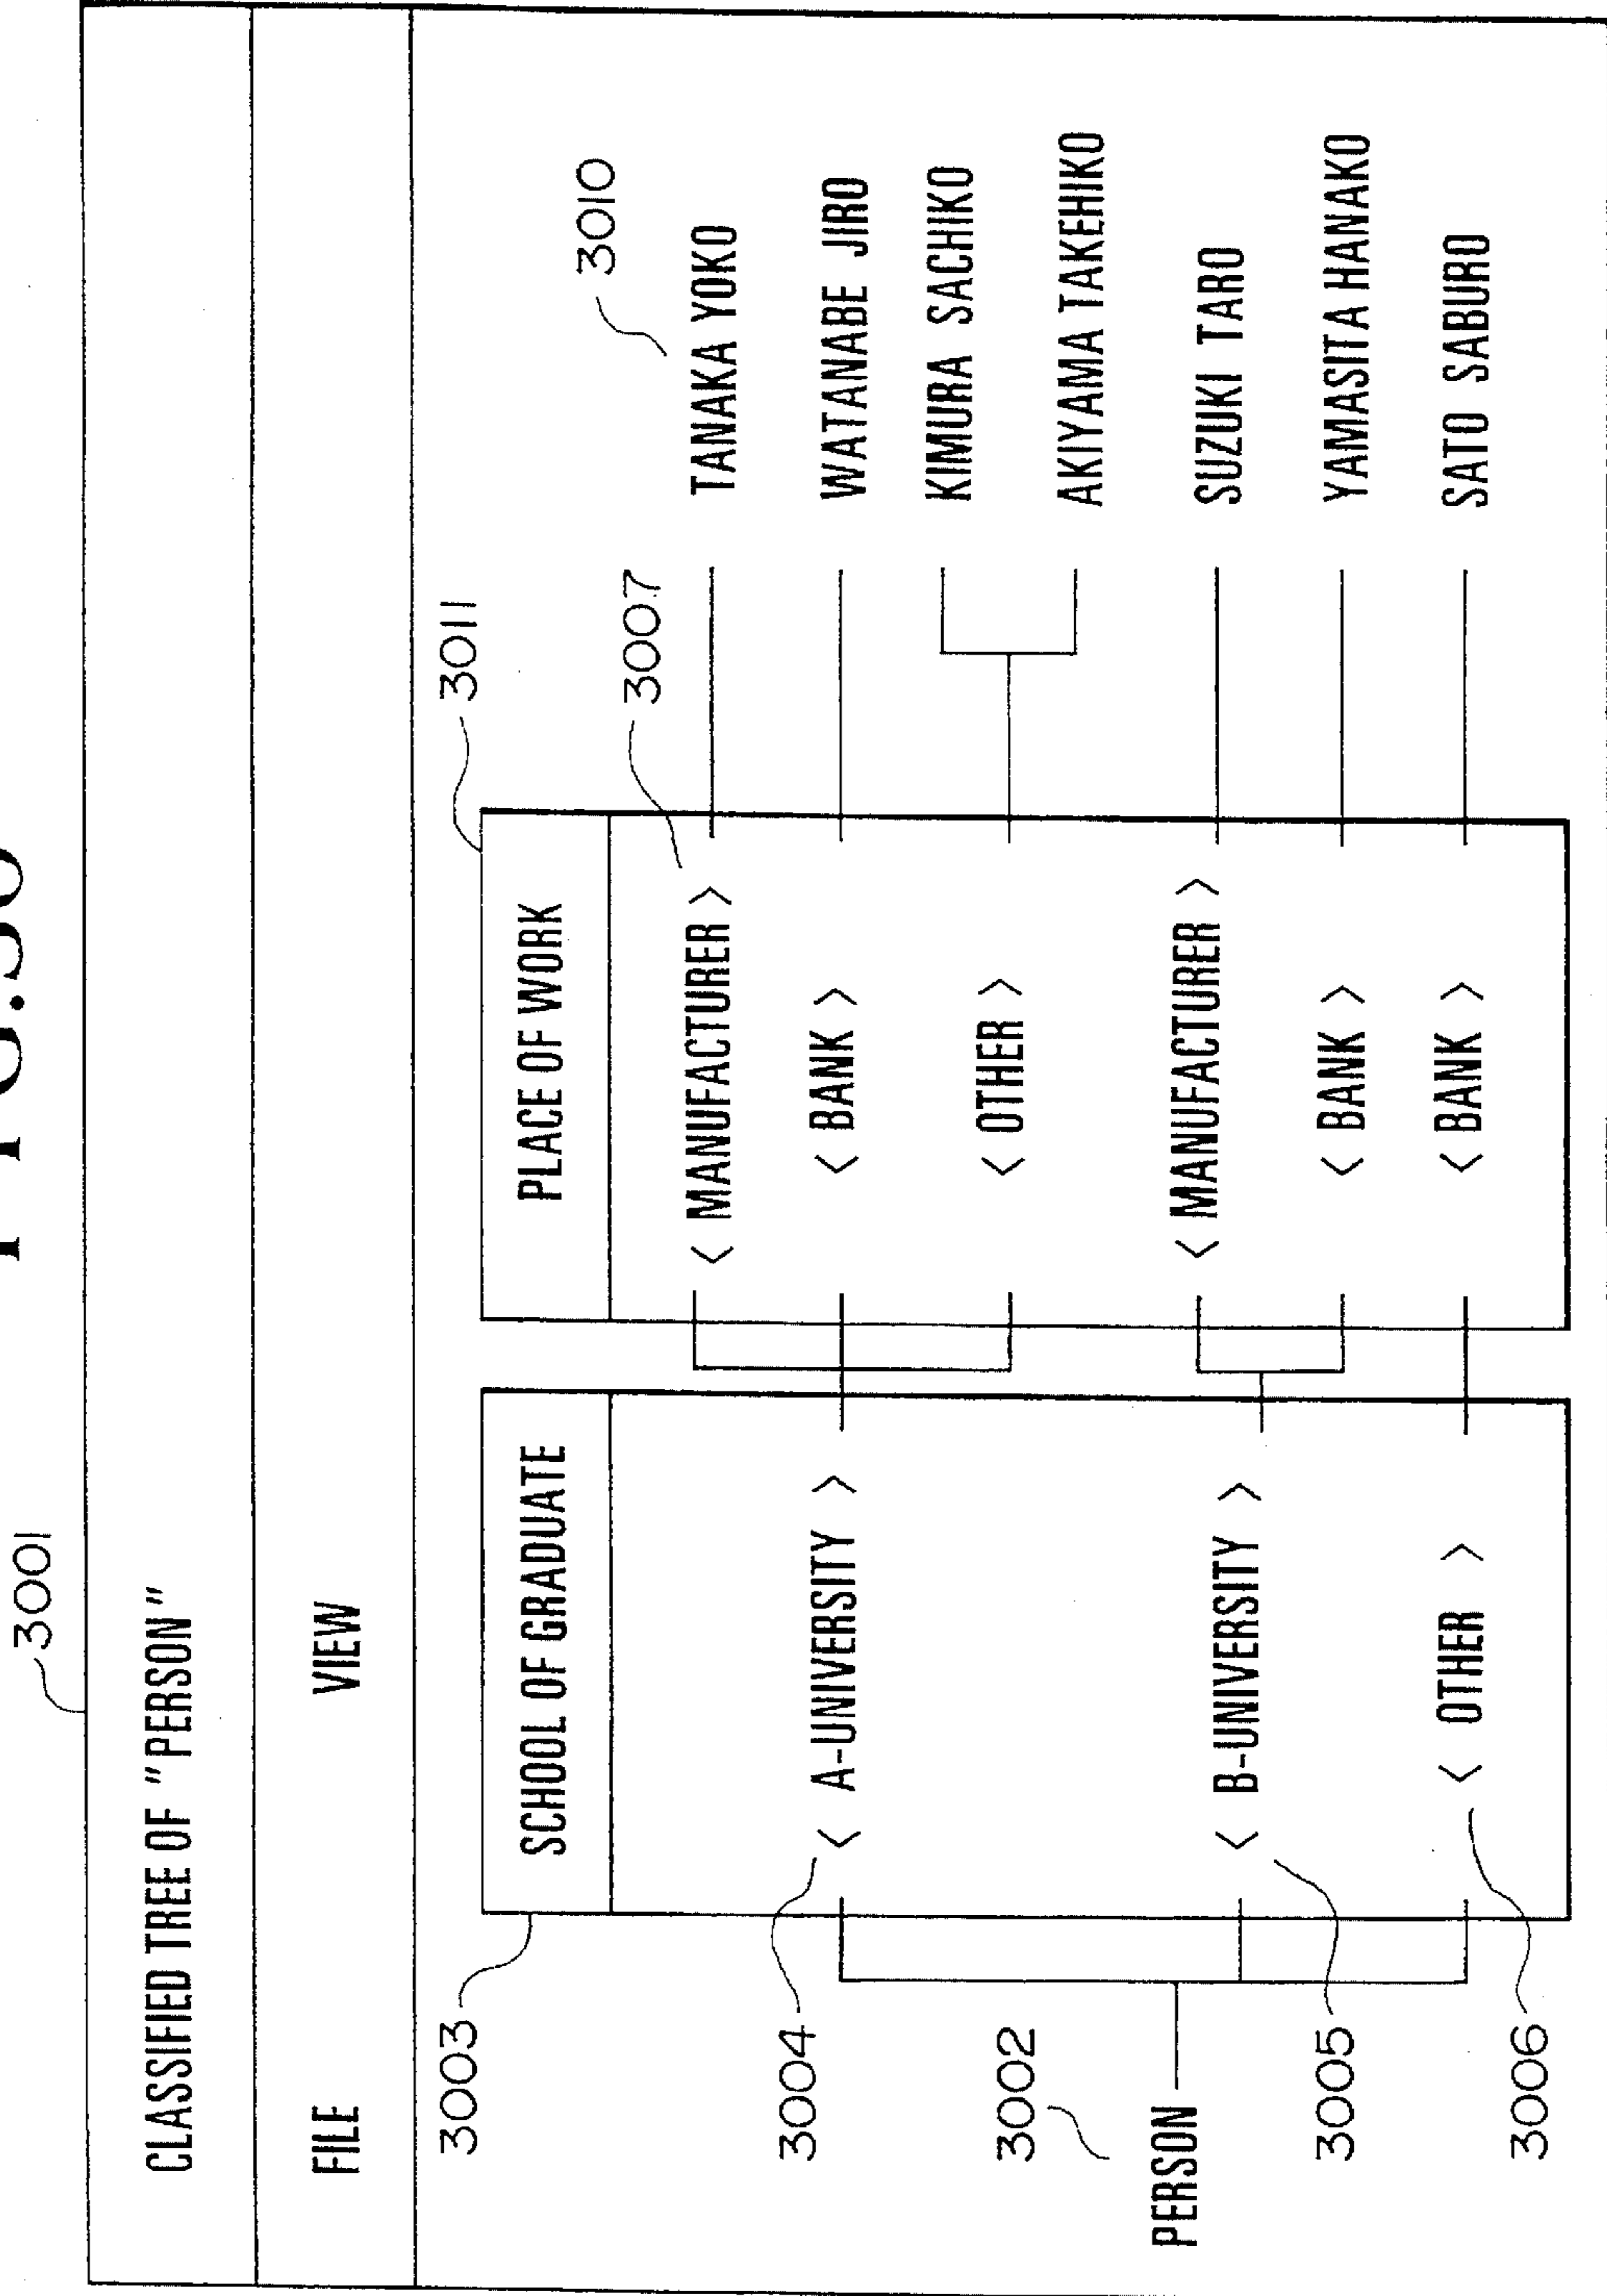 3001
CLASSIFIED TREE OF "PERSON"
FILE VIEW
3003
3011
SCHOOL OF GRADUATE
PLACE OF WORK
3010
3007
3004
< A-UNIVERSITY >
< MANUFACTURER >
TANAKA YOKO
< BANK >
WATANABE JIRO
< OTHER >
KIMURA SACHIKO
AKIYAMA TAKEHIKO
3002
PERSON
3005
< B-UNIVERSITY >
< MANUFACTURER >
SUZUKI TARO
< BANK >
YAMASITA HANAKO
3006
< OTHER >
< BANK >
SATO SABURO